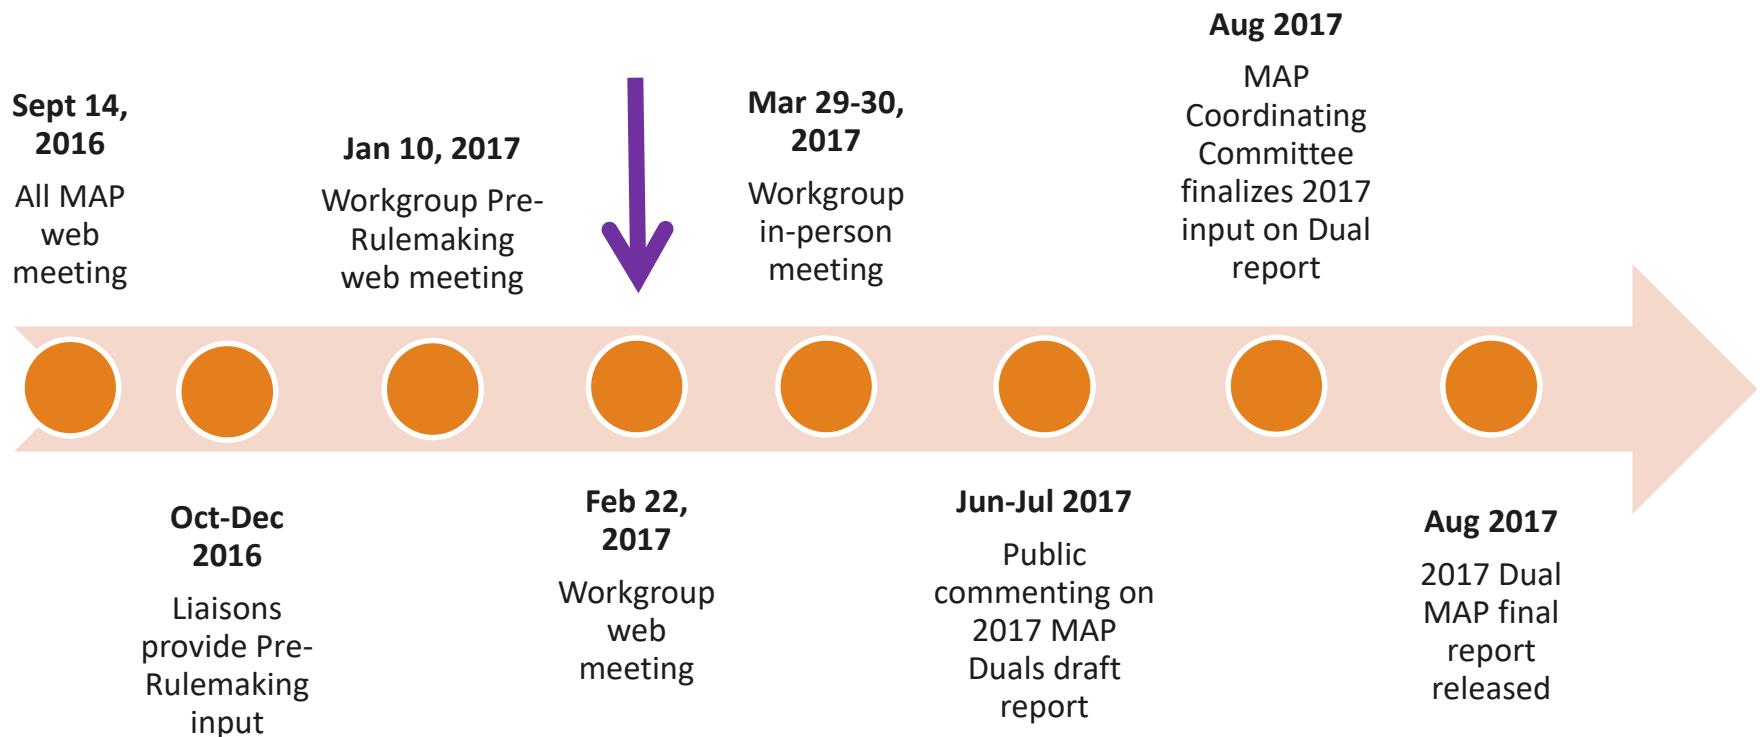 Sept 14,
2016
All MAP
web
meeting
Oct-Dec
2016
Liaisons
provide Pre-
Rulemaking
input
Jan 10, 2017
Workgroup Pre-
Rulemaking
web meeting
Feb 22,
2017
Workgroup
web
meeting
Mar 29-30,
2017
Workgroup
in-person
meeting
Jun-Jul 2017
Public
commenting on
2017 MAP
Duals draft
report
Aug 2017
MAP
Coordinating
Committee
finalizes 2017
input on Dual
report
Aug 2017
2017 Dual
MAP final
report
released